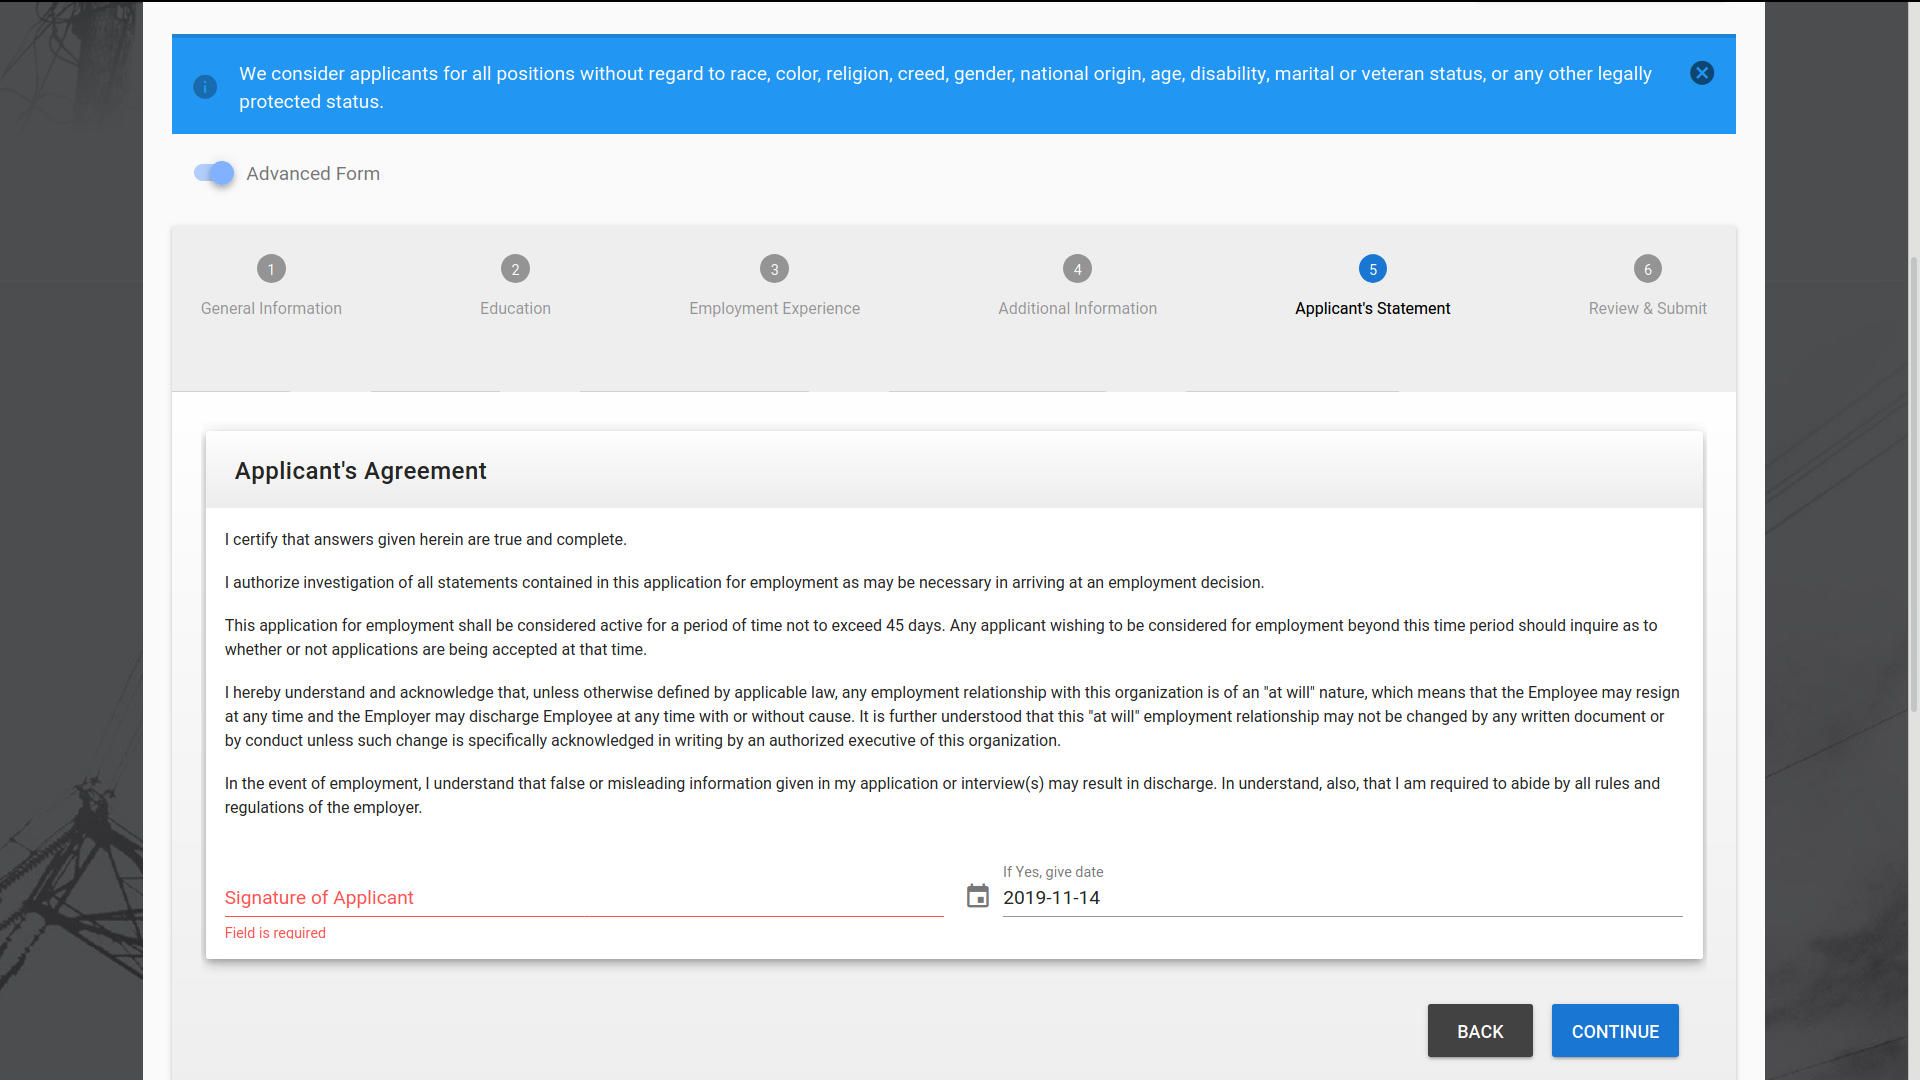 We consider applicants for all positions without regard to race, color, religion, creed, gender, national origin, age, disability, marital or veteran status, or any other legally
protected status.
Advanced Form
1
2
3
4
5
6
General Information
Education
Employment Experience
Additional Information
Applicant's Statement
Review & Submit
Applicant's Agreement
I certify that answers given herein are true and complete.
I authorize investigation of all statements contained in this application for employment as may be necessary in arriving at an employment decision.
This application for employment shall be considered active for a period of time not to exceed 45 days. Any applicant wishing to be considered for employment beyond this time period should inquire as to
whether or not applications are being accepted at that time.
I hereby understand and acknowledge that, unless otherwise defined by applicable law, any employment relationship with this organization is of an "at will" nature, which means that the Employee may resign
at any time and the Employer may discharge Employee at any time with or without cause. It is further understood that this "at will" employment relationship may not be changed by any written document or
by conduct unless such change is specifically acknowledged in writing by an authorized executive of this organization.
In the event of employment, I understand that false or misleading information given in my application or interview(s) may result in discharge. In understand, also, that I am required to abide by all rules and
regulations of the employer.
Signature of Applicant
Field is required
If Yes, give date
2019-11-14
BACK
CONTINUE